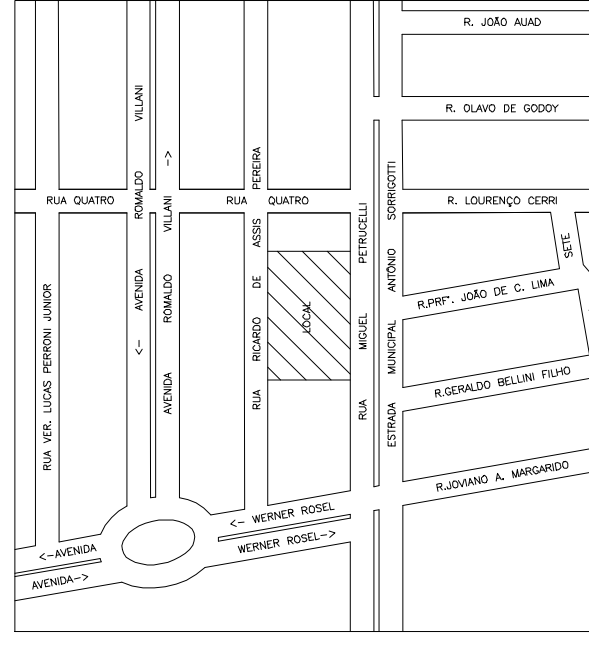 R. JOÃO AUAD
R. OLAVO DE GODOY
RUA QUATRO
RUA QUATRO
R. LOURENÇO CERRI
SETE
R.PRFª. JOÃO DE C. LIMA
R.GERALDO BELLINI FILHO
R.JOVIANO A. MARGARIDO
RUA VER. LUCAS PERRONI JUNIOR
<- AVENIDA ROMALDO VILLANI
AVENIDA ROMALDO VILLANI ->
RUA RICARDO DE ASSIS PEREIRA
LOCAL
RUA MIGUEL PETRUCELLI
ESTRADA MUNICIPAL ANTÔNIO SORRIGOTTI
<- WERNER ROSEL
WERNER ROSEL->
<-AVENIDA
AVENIDA->